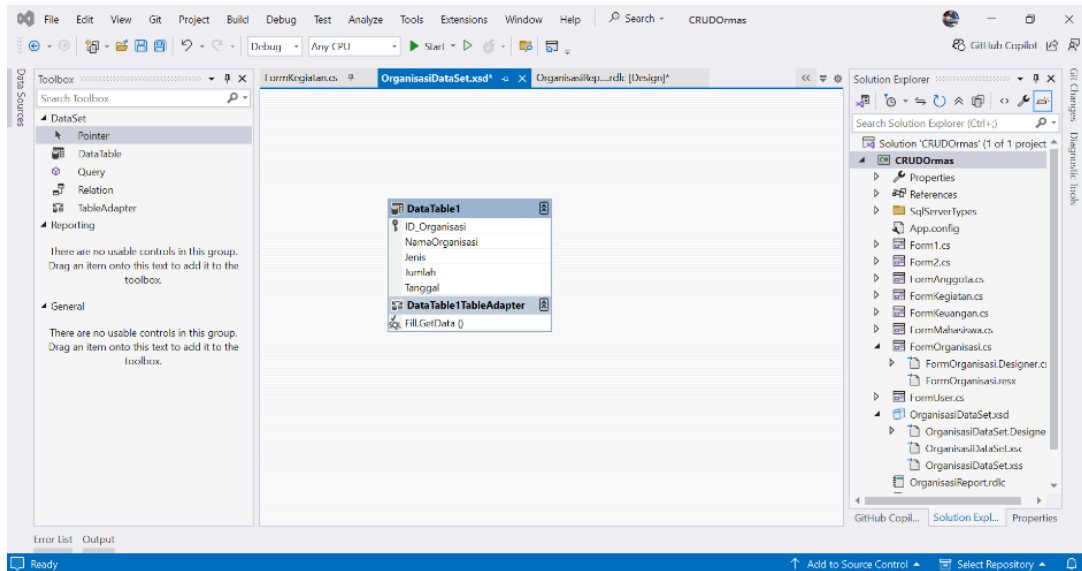 File Edit View Git Project Build Debug Test Analyze Tools Extensions Window Help Search CRUDOrmas
Debug Any CPU Start GitHub Copilot
Data Sources
Toolbox
Search Toolbox
DataSet
Pointer
DataTable
Query
Relation
TableAdapter
Reporting
There are no usable controls in this group.
Drag an item onto this text to add it to the
toolbox.
General
There are no usable controls in this group.
Drag an item onto this text to add it to the
toolbox.
FormKegiatan.cs OrganisasiDataSet.xsd* OrganisasiRep....rdlc [Design]*
DataTable1
ID_Organisasi
NamaOrganisasi
Jenis
Jumlah
Tanggal
DataTable1TableAdapter
SQL Fill,GetData ()
Solution Explorer
Search Solution Explorer (Ctrl+;)
Solution 'CRUDOrmas' (1 of 1 project
CRUDOrmas
Properties
References
SqlServerTypes
App.config
Form1.cs
Form2.cs
FormAnggota.cs
FormKegiatan.cs
FormKeuangan.cs
FormMahasiswa.cs
FormOrganisasi.cs
FormOrganisasi.Designer.c
FormOrganisasi.resx
FormUser.cs
OrganisasiDataSet.xsd
OrganisasiDataSet.Designe
OrganisasiDataSet.xsc
OrganisasiDataSet.xss
OrganisasiReport.rdlc
GitHub Copil... Solution Expl... Properties
Git Changes Diagnostic Tools
Error List Output
Ready Add to Source Control Select Repository